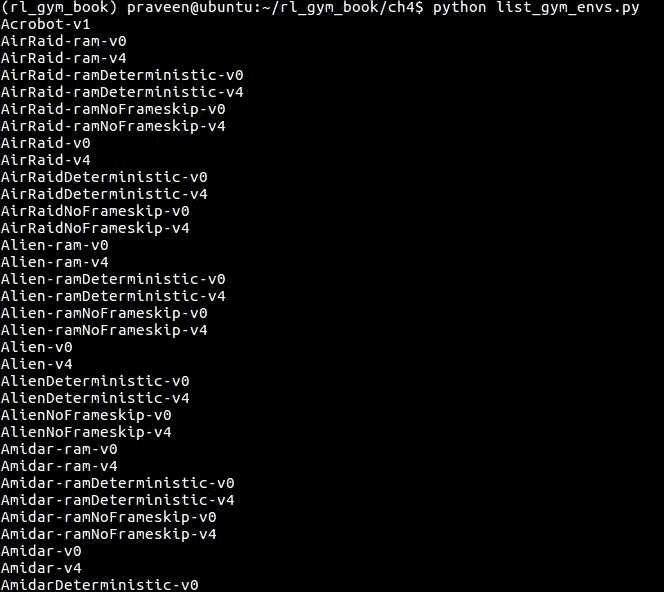 (rl_gym_book) praveen@ubuntu:~/rl_gym_book/ch4$ python list_gym_envs.py
Acrobot-v1
AirRaid-ram-v0
AirRaid-ram-v4
AirRaid-ramDeterministic-v0
AirRaid-ramDeterministic-v4
AirRaid-ramNoFrameskip-v0
AirRaid-ramNoFrameskip-v4
AirRaid-v0
AirRaid-v4
AirRaidDeterministic-v0
AirRaidDeterministic-v4
AirRaidNoFrameskip-v0
AirRaidNoFrameskip-v4
Alien-ram-v0
Alien-ram-v4
Alien-ramDeterministic-v0
Alien-ramDeterministic-v4
Alien-ramNoFrameskip-v0
Alien-ramNoFrameskip-v4
Alien-v0
Alien-v4
AlienDeterministic-v0
AlienDeterministic-v4
AlienNoFrameskip-v0
AlienNoFrameskip-v4
Amidar-ram-v0
Amidar-ram-v4
Amidar-ramDeterministic-v0
Amidar-ramDeterministic-v4
Amidar-ramNoFrameskip-v0
Amidar-ramNoFrameskip-v4
Amidar-v0
Amidar-v4
AmidarDeterministic-v0